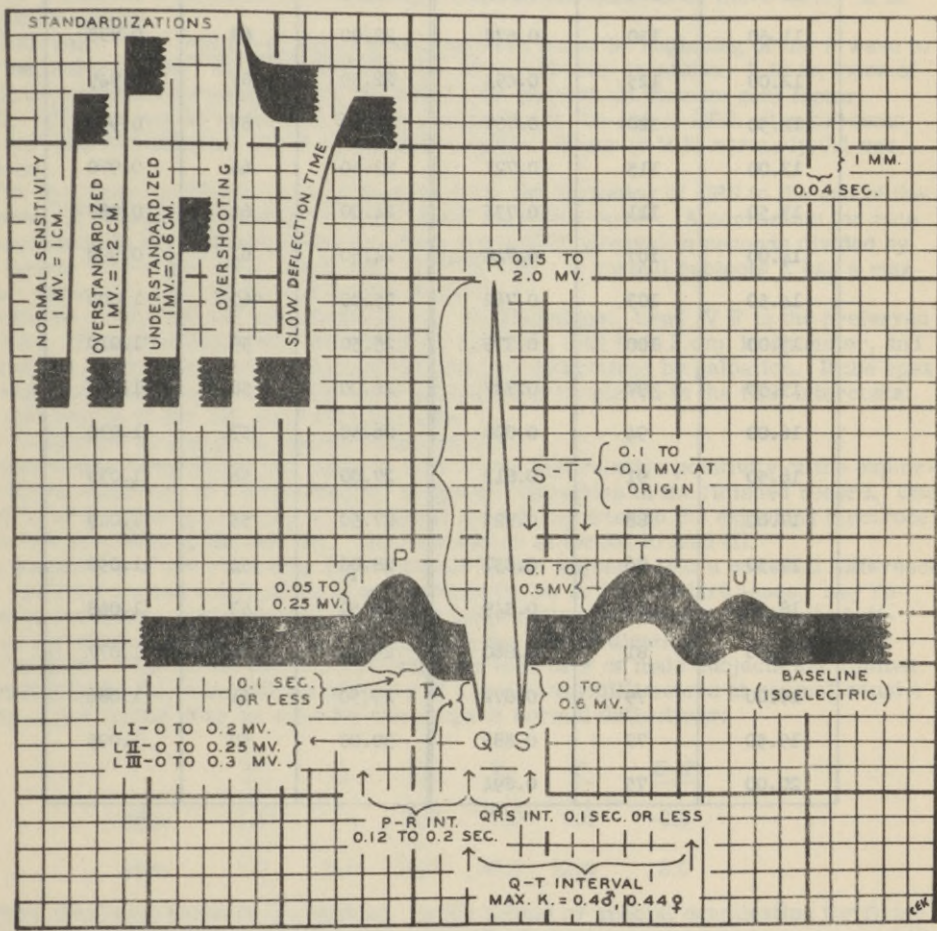 STANDARDIZATIONS
NORMAL SENSITIVITY
1 MV. = 1 CM.
OVERSTANDARDIZED
1 MV. = 1.2 CM.
UNDERSTANDARDIZED
1 MV. = 0.6 CM.
OVERSHOOTING
SLOW DEFLECTION TIME
1 MM.
0.04 SEC.
R
0.15 TO
2.0 MV.
S-T
0.1 TO
-0.1 MV. AT
ORIGIN
P
0.05 TO
0.25 MV.
0.1 TO
0.5 MV.
T
U
0.1 SEC.
OR LESS
TA
0 TO
0.6 MV.
BASELINE
(ISOELECTRIC)
L I-0 TO 0.2 MV.
L II-0 TO 0.25 MV.
L III-0 TO 0.3 MV.
Q S
P-R INT.
0.12 TO 0.2 SEC.
QRS INT. 0.1 SEC. OR LESS
Q-T INTERVAL
MAX. K. = 0.4♂, 0.44♀
CEK